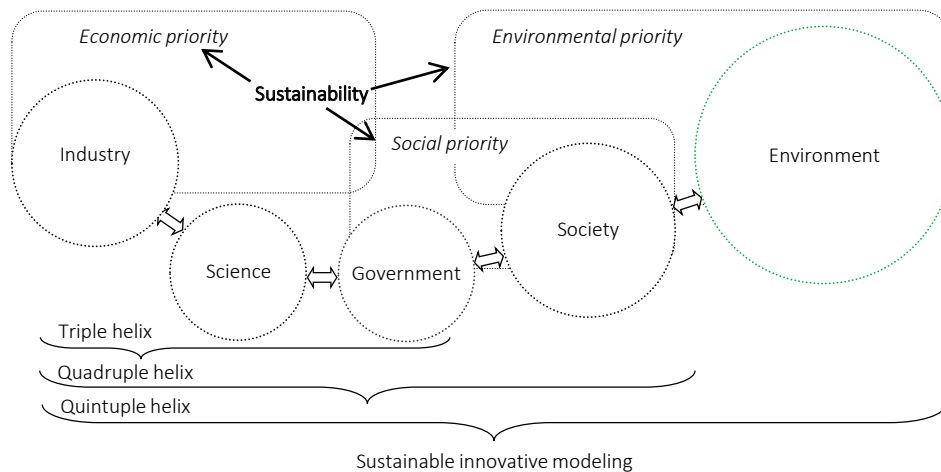 Economic priority
Environmental priority
Sustainability
Social priority
Industry
Environment
Society
Science
Government
Triple helix
Quadruple helix
Quintuple helix
Sustainable innovative modeling